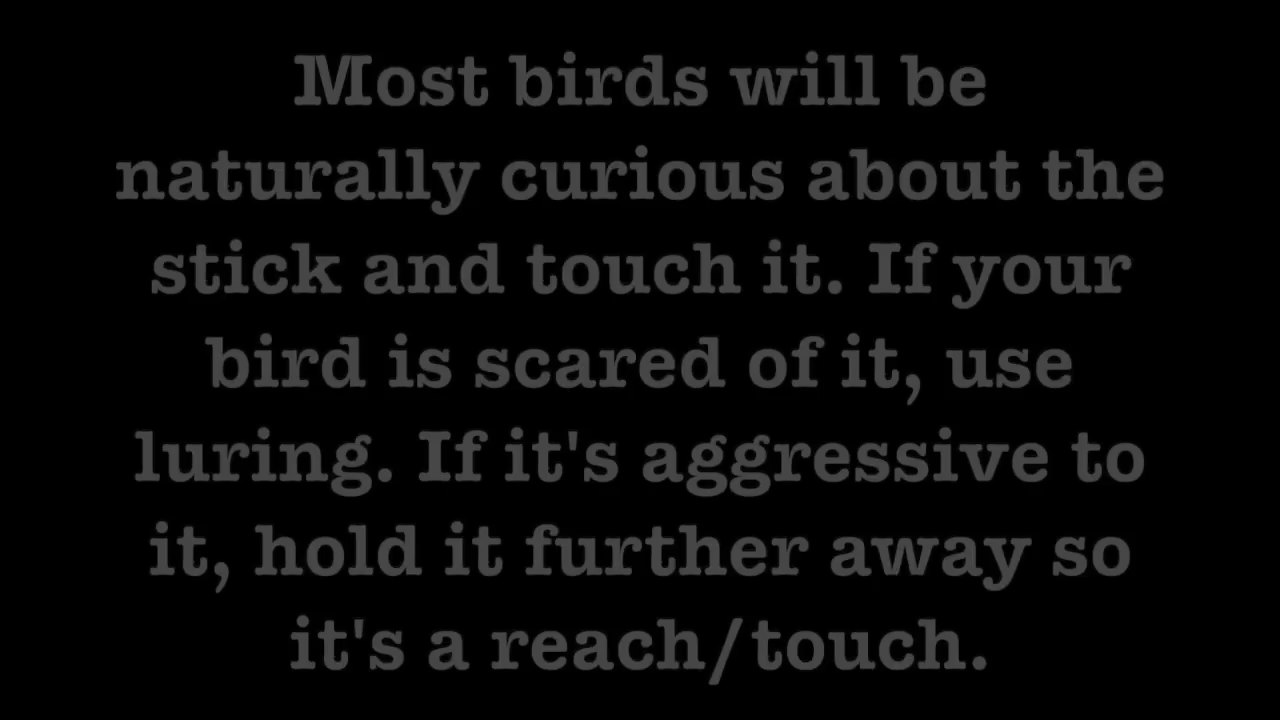 Most birds will be
naturally curious about the
stick and touch it. If your
bird is scared of it, use
luring. If it's aggressive to
it, hold it further away so
it's a reach/touch.